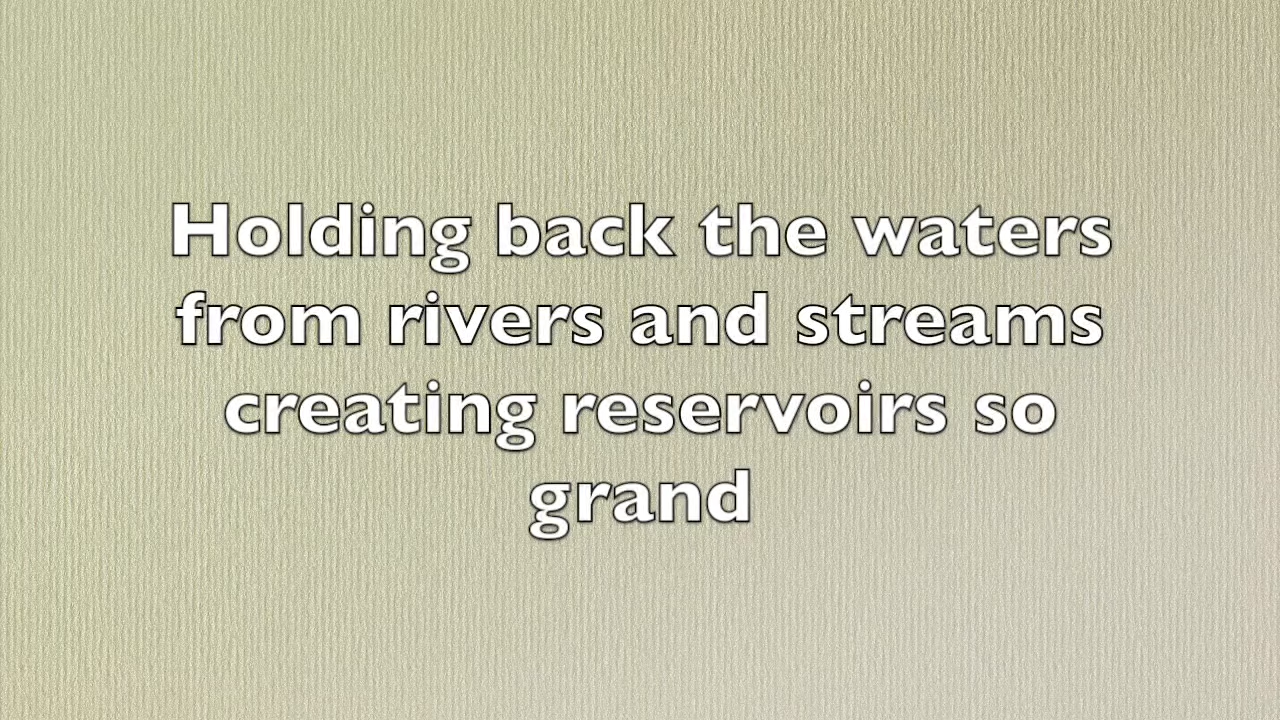 Holding back the waters
from rivers and streams
creating reservoirs so
grand